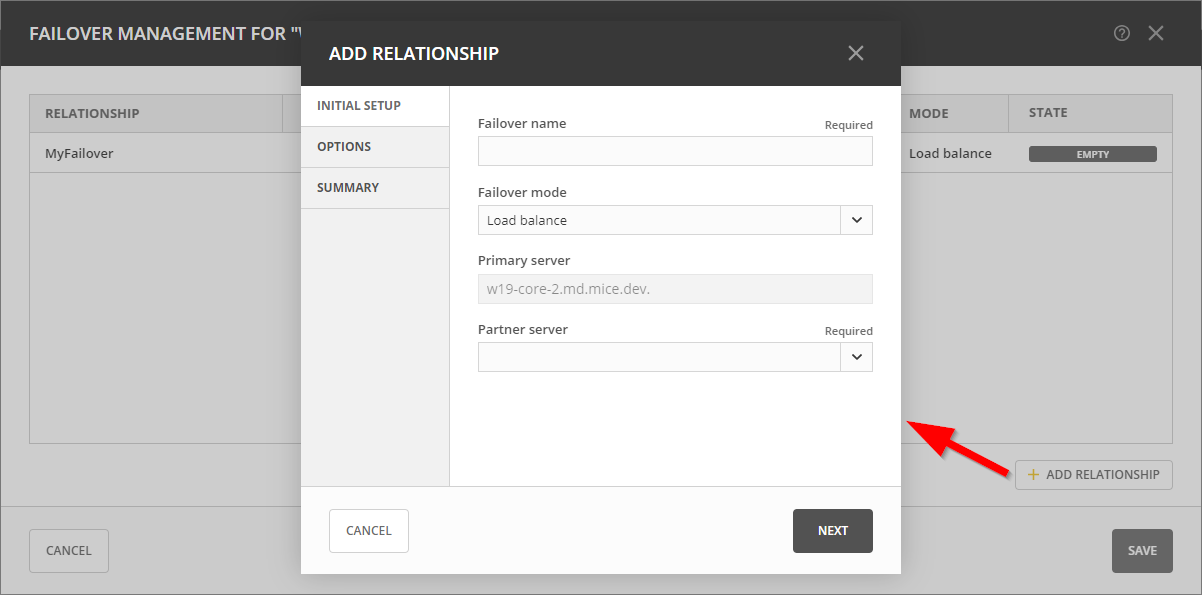 FAILOVER MANAGEMENT FOR "
ADD RELATIONSHIP
RELATIONSHIP
MODE
STATE
MyFailover
Load balance
EMPTY
INITIAL SETUP
OPTIONS
SUMMARY
Failover name
Required
Failover mode
Load balance
Primary server
w19-core-2.md.mice.dev.
Partner server
Required
CANCEL
NEXT
+ ADD RELATIONSHIP
CANCEL
SAVE